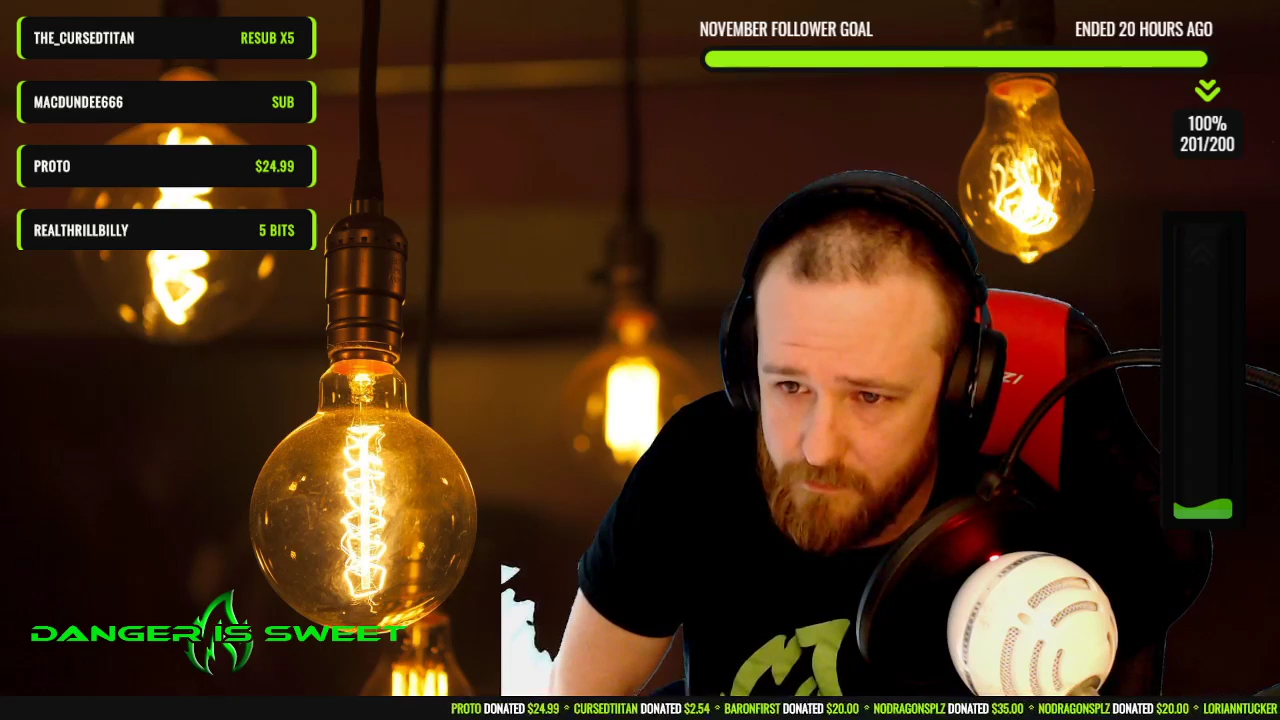 THE_CURSEDTITAN RESUB X5
MACDUNDEE666 SUB
PROTO $24.99
REALTHRILLBILLY 5 BITS
NOVEMBER FOLLOWER GOAL ENDED 20 HOURS AGO
100%
201/200
DANGER IS SWEET
PROTO DONATED $24.99 CURSEDTIITAN DONATED $2.54 BARONFIRST DONATED $20.00 NODRAGONSPLZ DONATED $35.00 NODRAGONSPLZ DONATED $20.00 LORIANNTUCKER